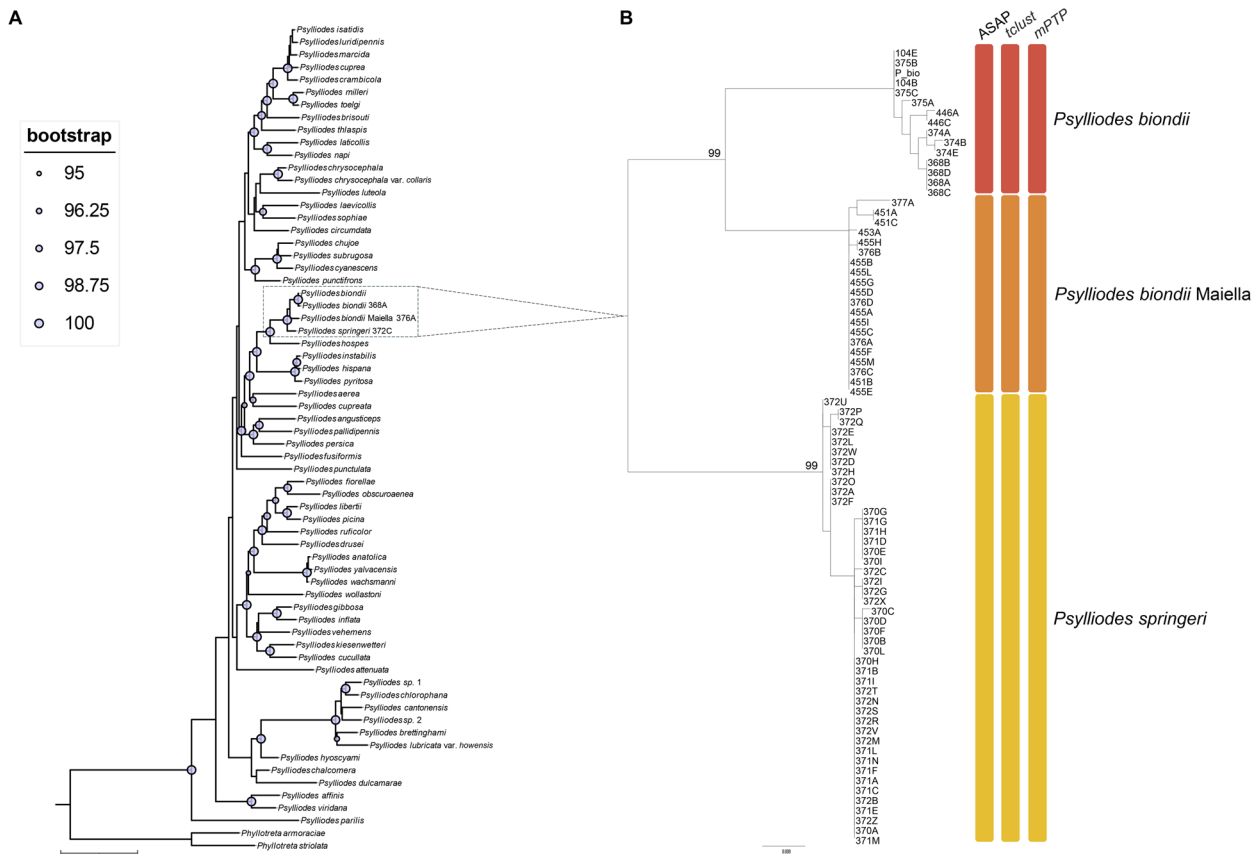 A
bootstrap
95
96.25
97.5
98.75
100
Psylliodes isatidis
Psylliodes luridipennis
Psylliodes marcida
Psylliodes cuprea
Psylliodes crambicola
Psylliodes milleri
Psylliodes toelgi
Psylliodes brisouti
Psylliodes thlaspis
Psylliodes laticollis
Psylliodes napi
Psylliodes chrysocephala
Psylliodes chrysocephala var. collaris
Psylliodes luteola
Psylliodes laevicollis
Psylliodes sophiae
Psylliodes circumdata
Psylliodes chujoe
Psylliodes subrugosa
Psylliodes cyanescens
Psylliodes punctifrons
Psylliodes biondii
Psylliodes biondii 368A
Psylliodes biondii Maiella 376A
Psylliodes springeri 372C
Psylliodes hospes
Psylliodes instabilis
Psylliodes hispana
Psylliodes pyritosa
Psylliodes aerea
Psylliodes cupreata
Psylliodes angusticeps
Psylliodes pallidipennis
Psylliodes persica
Psylliodes fusiformis
Psylliodes punctulata
Psylliodes fiorellae
Psylliodes obscuroaenea
Psylliodes libertii
Psylliodes picina
Psylliodes ruficolor
Psylliodes drusei
Psylliodes anatolica
Psylliodes yalvacensis
Psylliodes wachsmanni
Psylliodes wollastoni
Psylliodes gibbosa
Psylliodes inflata
Psylliodes vehemens
Psylliodes kiesenwetteri
Psylliodes cucullata
Psylliodes attenuata
Psylliodes sp. 1
Psylliodes chlorophana
Psylliodes cantonensis
Psylliodes sp. 2
Psylliodes brettinghami
Psylliodes lubricata var. howensis
Psylliodes hyoscyami
Psylliodes chalcomera
Psylliodes dulcamarae
Psylliodes affinis
Psylliodes viridana
Psylliodes parilis
Phyllotreta armoraciae
Phyllotreta striolata
B
ASAP
tclust
mPTP
99
104E
375B
P_bio
104B
375C
375A
446A
446C
374A
374B
374E
368B
368D
368A
368C
Psylliodes biondii
377A
451A
451C
453A
455H
376B
455B
455L
455G
455D
376D
455A
455I
455C
376A
455F
455M
376C
451B
455E
Psylliodes biondii Maiella
99
372U
372P
372Q
372E
372L
372W
372D
372H
372O
372A
372F
370G
371G
371H
371D
370E
370I
372C
372I
372G
372X
370C
370D
370F
370B
370L
370H
371B
371I
372T
372N
372S
372R
372V
372M
371L
371N
371F
371A
371C
372B
371E
372Z
370A
371M
Psylliodes springeri